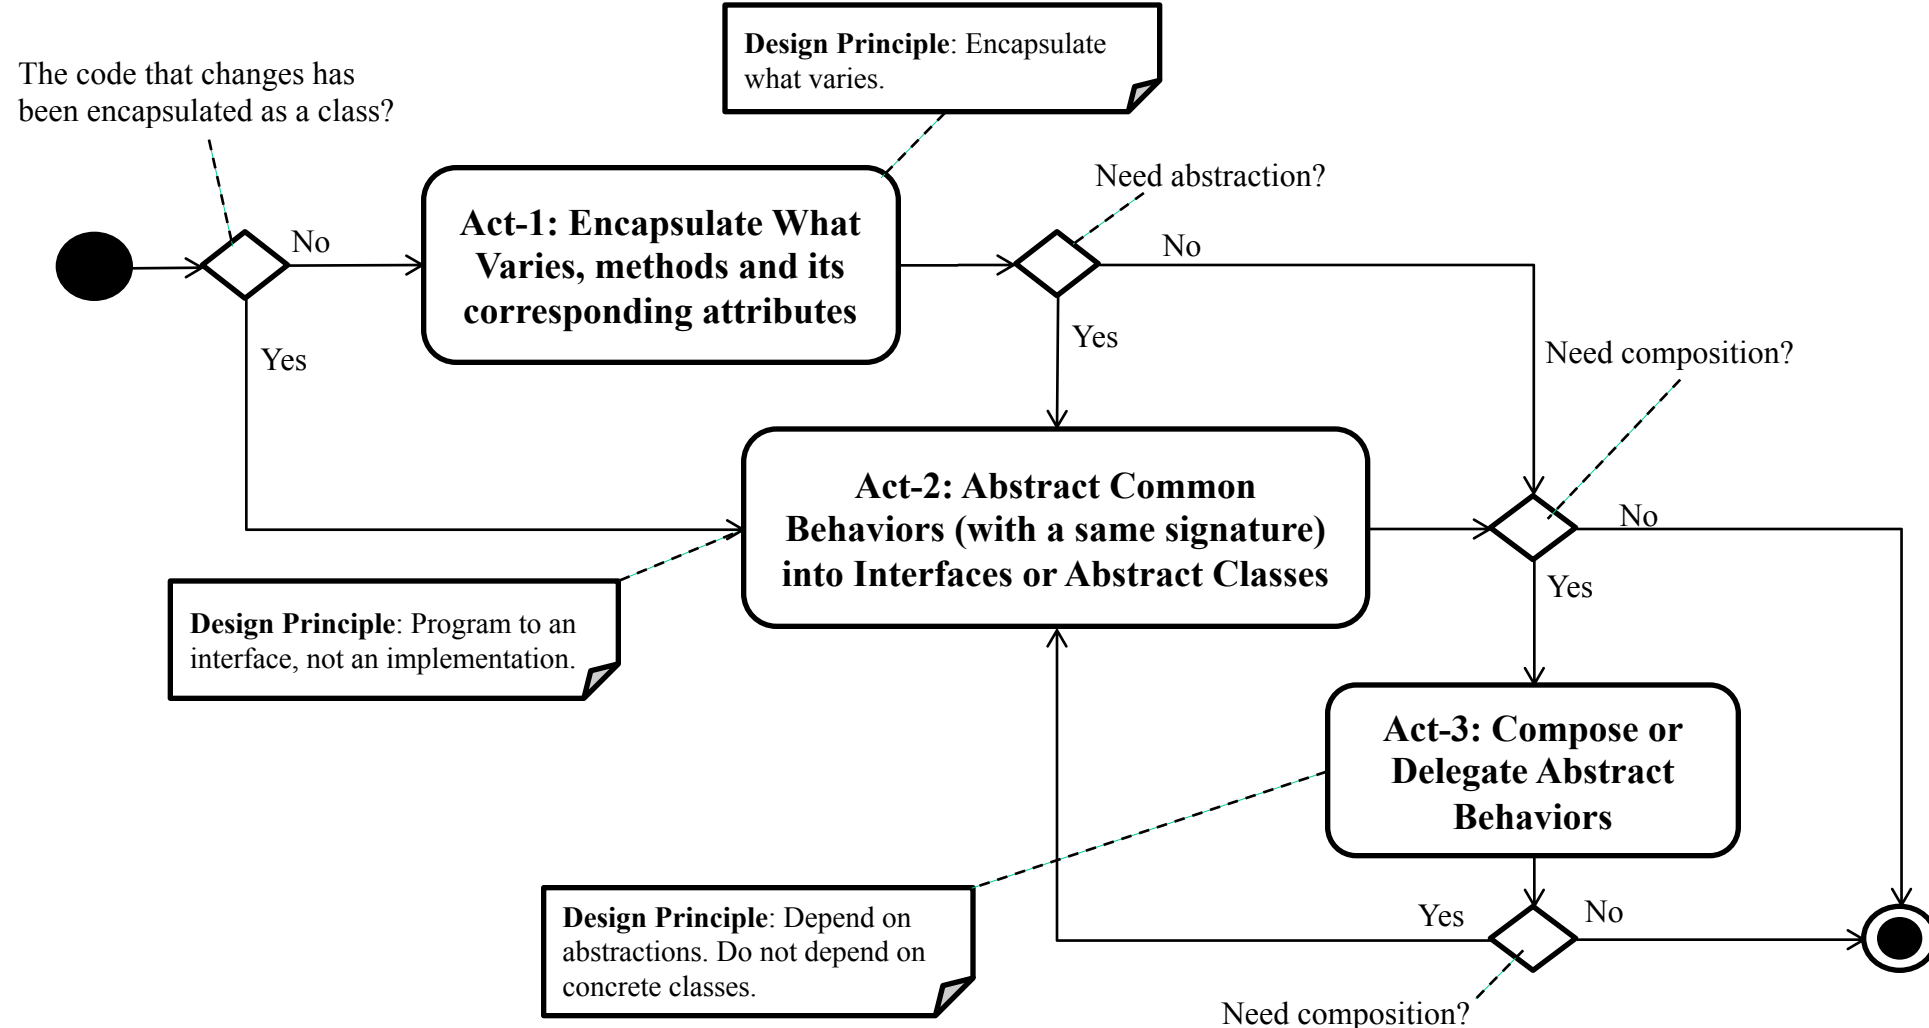 Design Principle: Encapsulate
what varies.
The code that changes has
been encapsulated as a class?
Need abstraction?
No
Act-1: Encapsulate What
Varies, methods and its
corresponding attributes
No
Yes
Yes
Need composition?
Act-2: Abstract Common
Behaviors (with a same signature)
into Interfaces or Abstract Classes
No
Yes
Design Principle: Program to an
interface, not an implementation.
Act-3: Compose or
Delegate Abstract
Behaviors
Design Principle: Depend on
abstractions. Do not depend on
concrete classes.
Yes
No
Need composition?